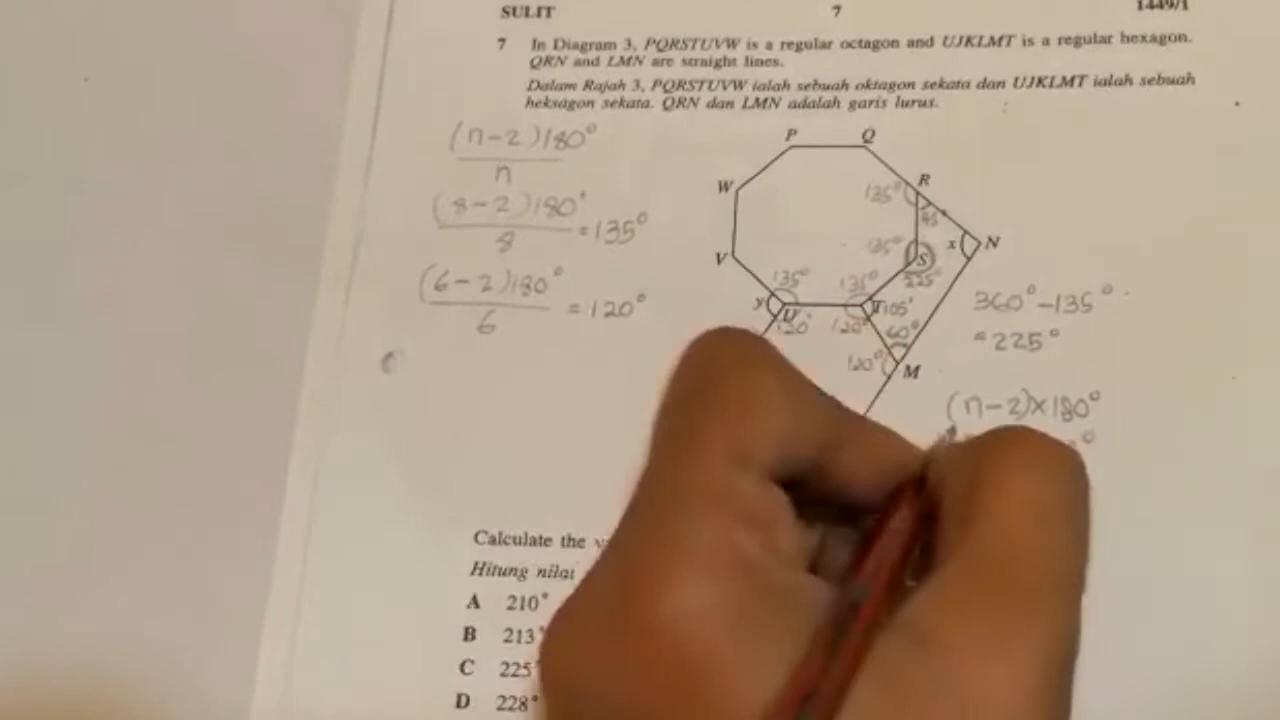 SULIT 7 1449/1
7 In Diagram 3, PQRSTUVW is a regular octagon and UJKLMT is a regular hexagon.
QRN and LMN are straight lines.
Dalam Rajah 3, PQRSTUVW ialah sebuah oktagon sekata dan UJKLMT ialah sebuah
heksagon sekata. QRN dan LMN adalah garis lurus.
(n-2)180°
n
(8-2)180°
8
=135°
(6-2)180°
6
=120°
P Q
W R
135°
45°
V 135° S x N
225°
135° 135°
y U T 105°
120° 120° 60°
120° M
360°-135°
=225°
(n-2)×180°
Calculate the
Hitung nilai
A 210°
B 213°
C 225°
D 228°